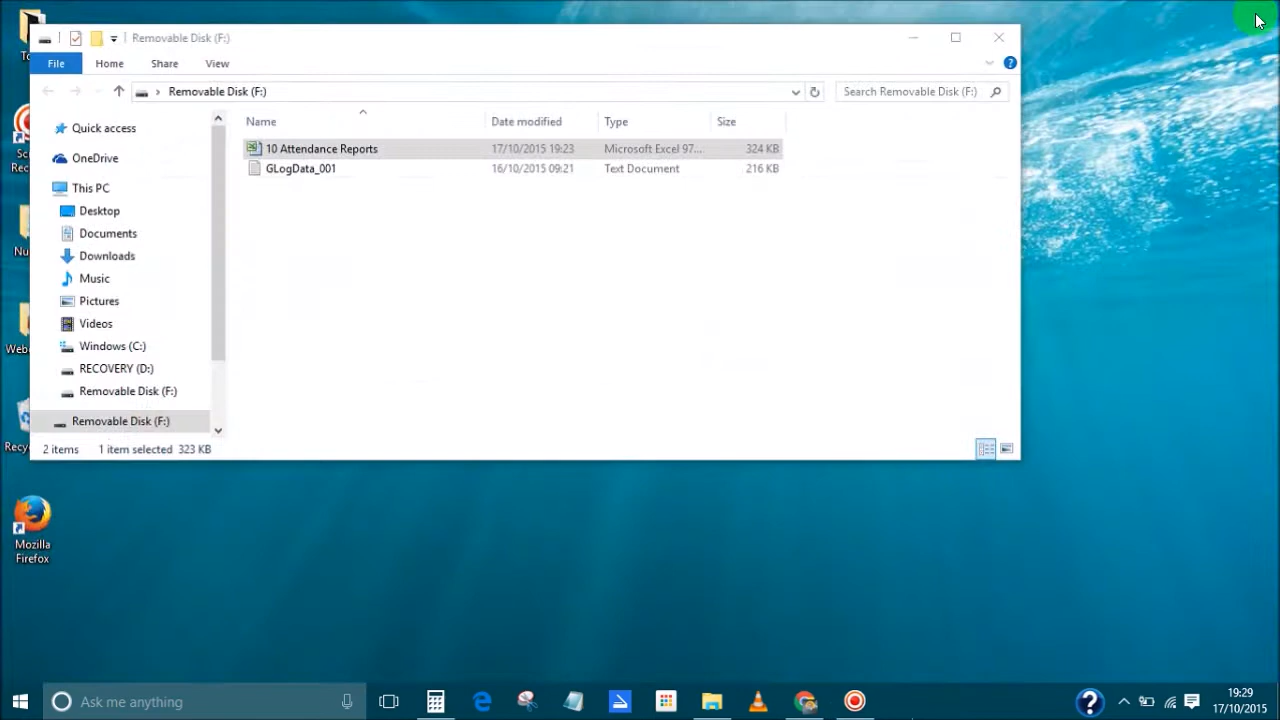 Removable Disk (F:)
File Home Share View
Removable Disk (F:) Search Removable Disk (F:)
Name Date modified Type Size
Quick access
OneDrive
This PC
Desktop
Documents
Downloads
Music
Pictures
Videos
Windows (C:)
RECOVERY (D:)
Removable Disk (F:)
Removable Disk (F:)
10 Attendance Reports 17/10/2015 19:23 Microsoft Excel 97... 324 KB
GLogData_001 16/10/2015 09:21 Text Document 216 KB
2 items 1 item selected 323 KB
Mozilla
Firefox
Ask me anything
19:29
17/10/2015